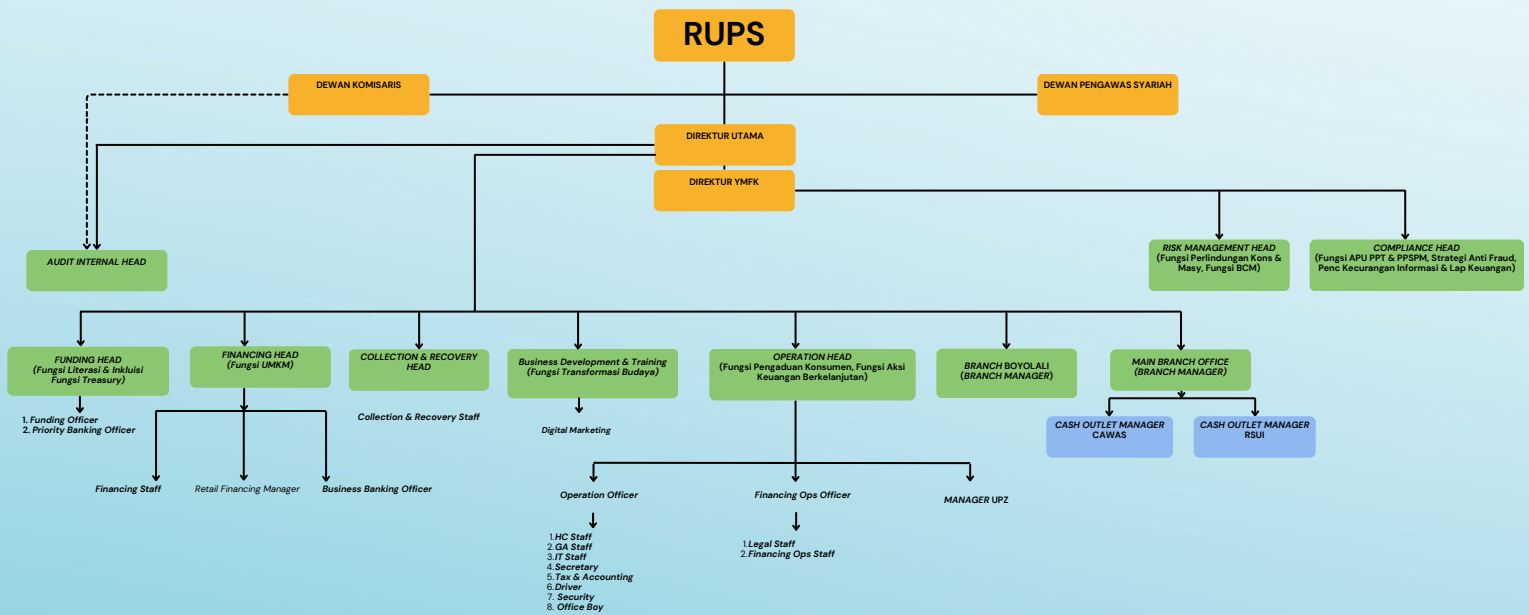 RUPS
DEWAN KOMISARIS
DEWAN PENGAWAS SYARIAH
DIREKTUR UTAMA
DIREKTUR YMFK
AUDIT INTERNAL HEAD
RISK MANAGEMENT HEAD
(Fungsi Perlindungan Kons &
Masy, Fungsi BCM)
COMPLIANCE HEAD
(Fungsi APU PPT & PPSPM, Strategi Anti Fraud,
Penc Kecurangan Informasi & Lap Keuangan)
FUNDING HEAD
(Fungsi Literasi & Inklusi
Fungsi Treasury)
FINANCING HEAD
(Fungsi UMKM)
COLLECTION & RECOVERY
HEAD
Business Development & Training
(Fungsi Transformasi Budaya)
OPERATION HEAD
(Fungsi Pengaduan Konsumen, Fungsi Aksi
Keuangan Berkelanjutan)
BRANCH BOYOLALI
(BRANCH MANAGER)
MAIN BRANCH OFFICE
(BRANCH MANAGER)
1. Funding Officer
2. Priority Banking Officer
Collection & Recovery Staff
Digital Marketing
CASH OUTLET MANAGER
CAWAS
CASH OUTLET MANAGER
RSUI
Financing Staff
Retail Financing Manager
Business Banking Officer
Operation Officer
Financing Ops Officer
MANAGER UPZ
1.HC Staff
2.GA Staff
3.IT Staff
4.Secretary
5.Tax & Accounting
6.Driver
7. Security
8. Office Boy
1.Legal Staff
2.Financing Ops Staff